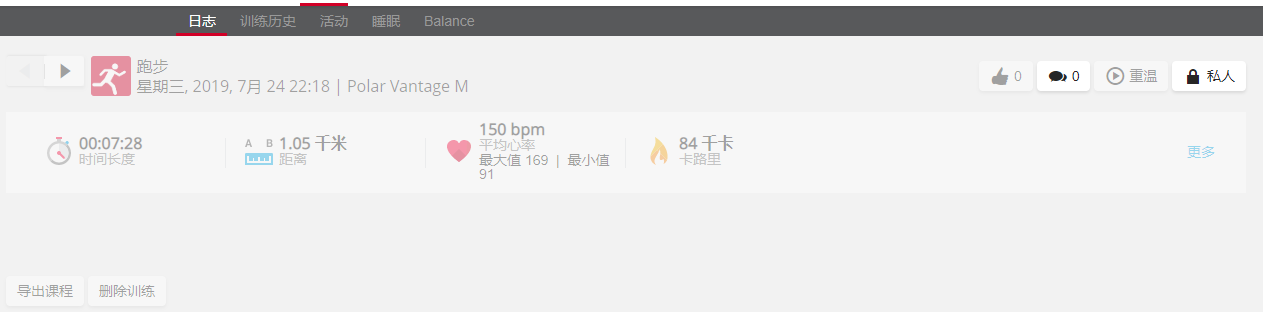 日志 训练历史 活动 睡眠 Balance
跑步
星期三, 2019, 7月 24 22:18 | Polar Vantage M
0 0 重温 私人
00:07:28
时间长度
A B 1.05 千米
距离
150 bpm
平均心率
最大值 169 | 最小值
91
84 千卡
卡路里
更多
导出课程 删除训练